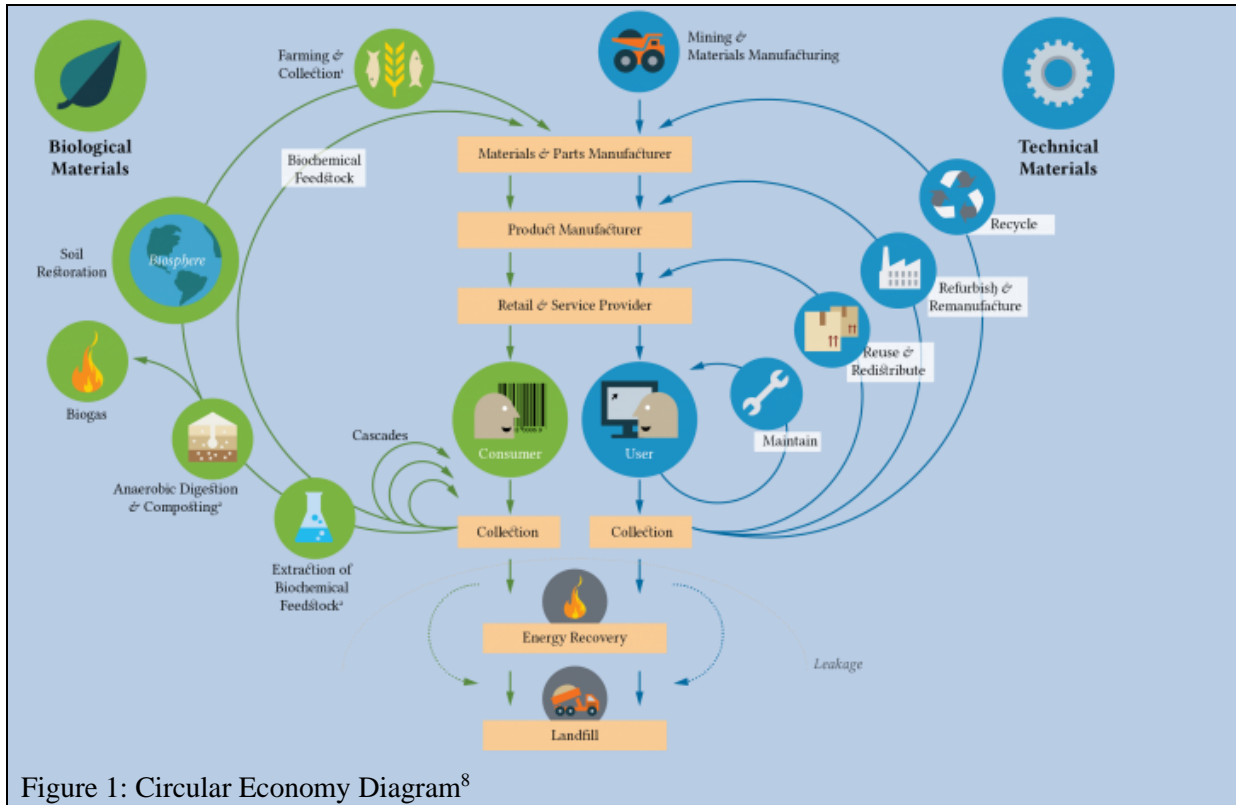 Farming &
Collection¹
Mining &
Materials Manufacturing
Biological
Materials
Technical
Materials
Materials & Parts Manufacturer
Biochemical
Feedstock
Recycle
Product Manufacturer
Soil
Restoration
Biosphere
Refurbish &
Remanufacture
Retail & Service Provider
Reuse &
Redistribute
Biogas
Cascades
Consumer
User
Maintain
Anaerobic Digestion
& Composting²
Collection
Collection
Extraction of
Biochemical
Feedstock²
Energy Recovery
Leakage
Landfill
Figure 1: Circular Economy Diagram⁸